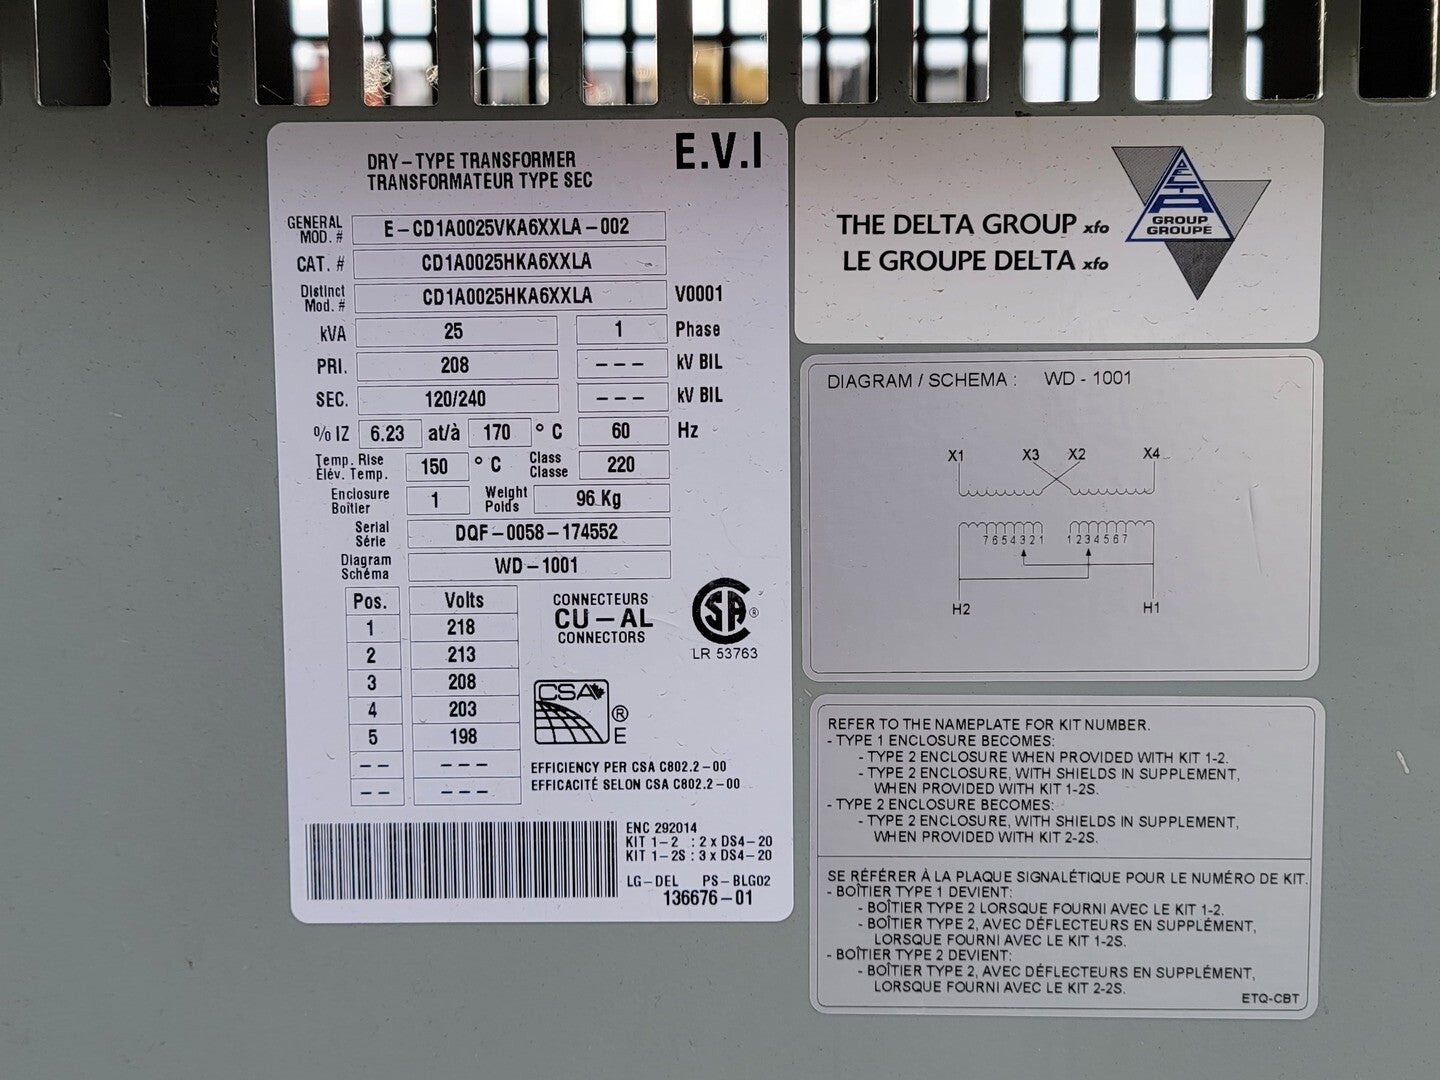 DRY-TYPE TRANSFORMER
TRANSFORMATEUR TYPE SEC
E.V.I
GENERAL MOD. # E-CD1A0025VKA6XXLA-002
CAT. # CD1A0025HKA6XXLA
Distinct Mod. # CD1A0025HKA6XXLA V0001
kVA 25 1 Phase
PRI. 208 --- kV BIL
SEC. 120/240 --- kV BIL
% IZ 6.23 at/à 170 °C 60 Hz
Temp. Rise Élév. Temp. 150 °C Class Classe 220
Enclosure Boîtier 1 Weight Poids 96 Kg
Serial Série DQF-0058-174552
Diagram Schéma WD-1001
Pos. Volts
1 218
2 213
3 208
4 203
5 198
-- ---
-- ---
CONNECTEURS
CU-AL
CONNECTORS
CSA ®
LR 53763
CSA ®
E
EFFICIENCY PER CSA C802.2-00
EFFICACITÉ SELON CSA C802.2-00
ENC 292014
KIT 1-2 : 2 x DS4-20
KIT 1-2S : 3 x DS4-20
LG-DEL PS-BLG02
136676-01
THE DELTA GROUP xfo
LE GROUPE DELTA xfo
DELTA
GROUP
GROUPE
DIAGRAM / SCHEMA : WD - 1001
X1 X3 X2 X4
7654321 1234567
H2 H1
REFER TO THE NAMEPLATE FOR KIT NUMBER.
- TYPE 1 ENCLOSURE BECOMES:
- TYPE 2 ENCLOSURE WHEN PROVIDED WITH KIT 1-2.
- TYPE 2 ENCLOSURE, WITH SHIELDS IN SUPPLEMENT,
WHEN PROVIDED WITH KIT 1-2S.
- TYPE 2 ENCLOSURE BECOMES:
- TYPE 2 ENCLOSURE, WITH SHIELDS IN SUPPLEMENT,
WHEN PROVIDED WITH KIT 2-2S.
SE RÉFÉRER À LA PLAQUE SIGNALÉTIQUE POUR LE NUMÉRO DE KIT.
- BOÎTIER TYPE 1 DEVIENT:
- BOÎTIER TYPE 2 LORSQUE FOURNI AVEC LE KIT 1-2.
- BOÎTIER TYPE 2, AVEC DÉFLECTEURS EN SUPPLÉMENT,
LORSQUE FOURNI AVEC LE KIT 1-2S.
- BOÎTIER TYPE 2 DEVIENT:
- BOÎTIER TYPE 2, AVEC DÉFLECTEURS EN SUPPLÉMENT,
LORSQUE FOURNI AVEC LE KIT 2-2S.
ETQ-CBT